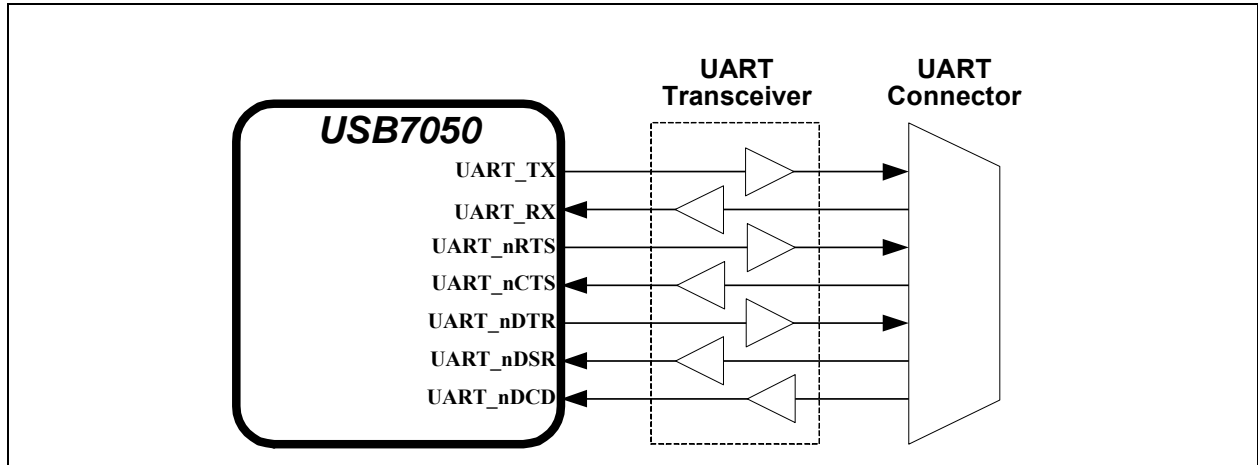 UART
Transceiver
UART
Connector
USB7050
UART_TX
UART_RX
UART_nRTS
UART_nCTS
UART_nDTR
UART_nDSR
UART_nDCD